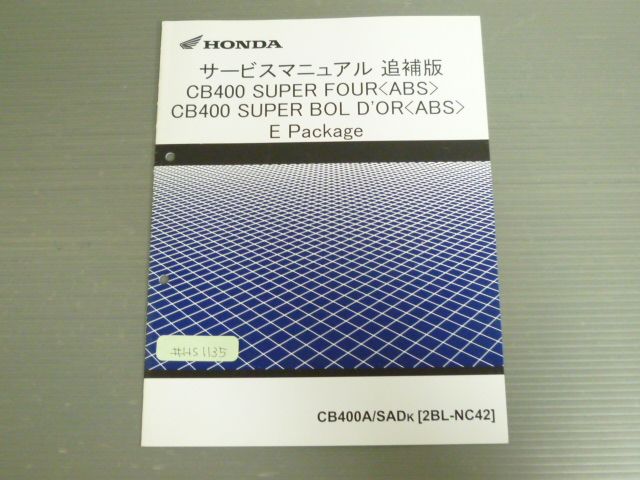 HONDA
サービスマニュアル 追補版
CB400 SUPER FOUR<ABS>
CB400 SUPER BOL D'OR<ABS>
E Package
#HS1135
CB400A/SADK [2BL-NC42]